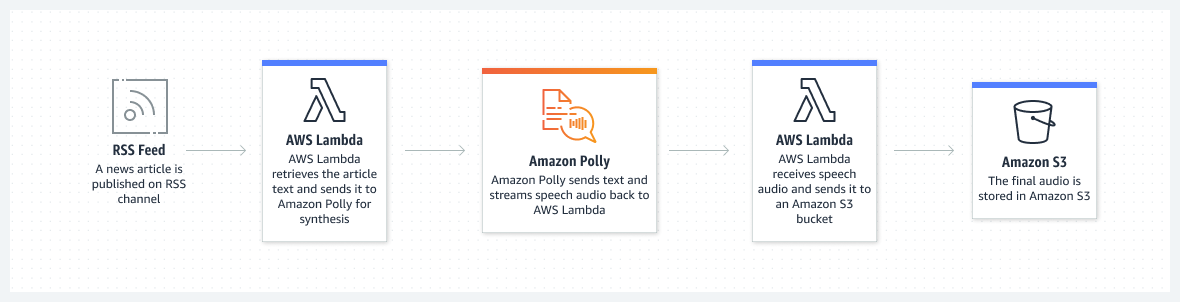 RSS Feed
A news article is
published on RSS
channel
AWS Lambda
AWS Lambda
retrieves the article
text and sends it to
Amazon Polly for
synthesis
Amazon Polly
Amazon Polly sends text and
streams speech audio back to
AWS Lambda
AWS Lambda
AWS Lambda
receives speech
audio and sends it to
an Amazon S3
bucket
Amazon S3
The final audio is
stored in Amazon S3